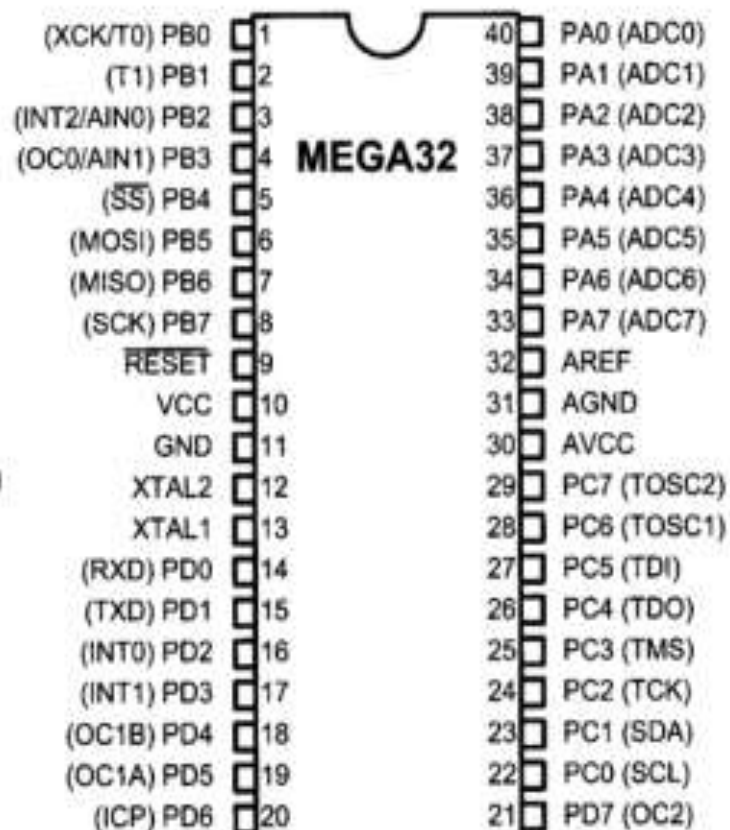 (XCK/T0) PB0 1 40 PA0 (ADC0)
(T1) PB1 2 39 PA1 (ADC1)
(INT2/AIN0) PB2 3 38 PA2 (ADC2)
(OC0/AIN1) PB3 4 MEGA32 37 PA3 (ADC3)
(S̅S̅) PB4 5 36 PA4 (ADC4)
(MOSI) PB5 6 35 PA5 (ADC5)
(MISO) PB6 7 34 PA6 (ADC6)
(SCK) PB7 8 33 PA7 (ADC7)
R̅E̅S̅E̅T̅ 9 32 AREF
VCC 10 31 AGND
GND 11 30 AVCC
XTAL2 12 29 PC7 (TOSC2)
XTAL1 13 28 PC6 (TOSC1)
(RXD) PD0 14 27 PC5 (TDI)
(TXD) PD1 15 26 PC4 (TDO)
(INT0) PD2 16 25 PC3 (TMS)
(INT1) PD3 17 24 PC2 (TCK)
(OC1B) PD4 18 23 PC1 (SDA)
(OC1A) PD5 19 22 PC0 (SCL)
(ICP) PD6 20 21 PD7 (OC2)